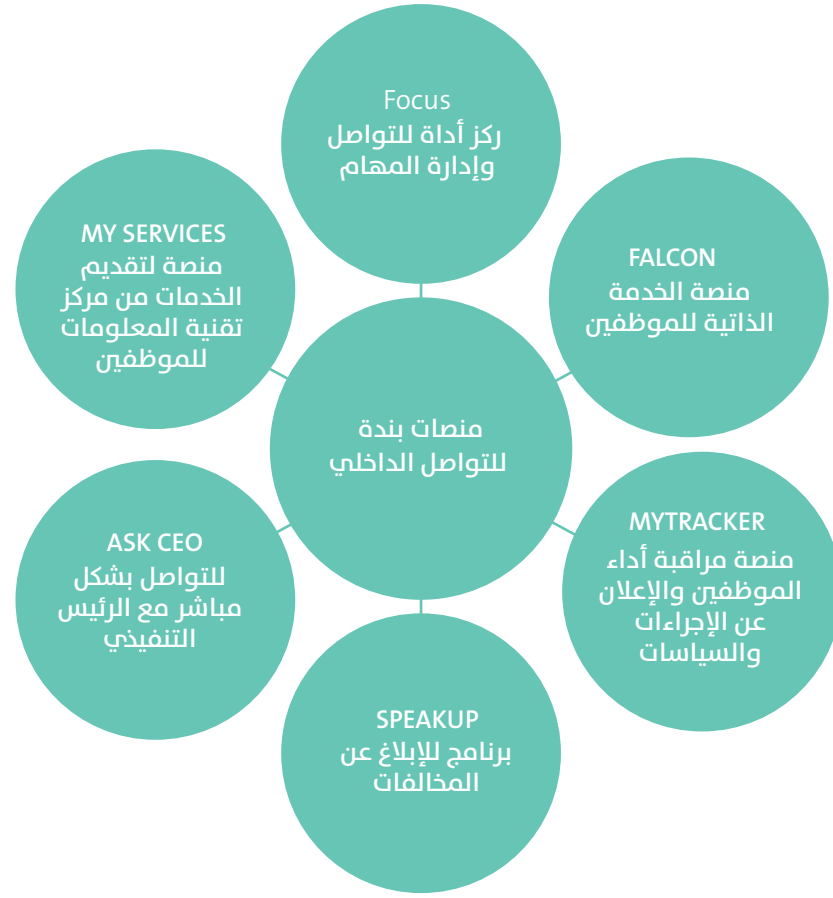 Focus
ركز أداة للتواصل
وإدارة المهام
MY SERVICES
منصة لتقديم
الخدمات من مركز
تقنية المعلومات
للموظفين
FALCON
منصة الخدمة
الذاتية للموظفين
منصات بندة
للتواصل الداخلي
ASK CEO
للتواصل بشكل
مباشر مع الرئيس
التنفيذي
MYTRACKER
منصة مراقبة أداء
الموظفين والإعلان
عن الإجراءات
والسياسات
SPEAKUP
برنامج للإبلاغ عن
المخالفات